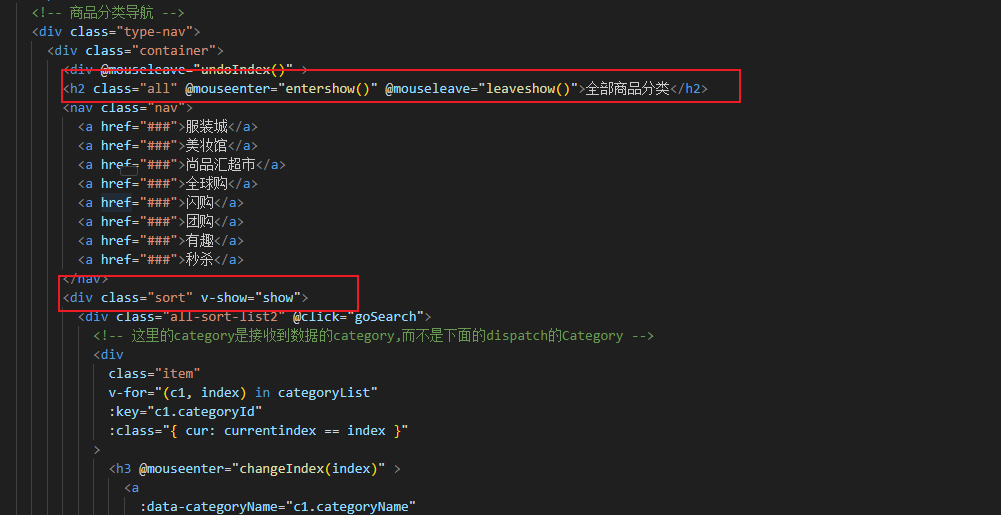 <!-- 商品分类导航 -->
<div class="type-nav">
<div class="container">
<div @mouseleave="undoIndex()" >
<h2 class="all" @mouseenter="entershow()" @mouseleave="leaveshow()">全部商品分类</h2>
<nav class="nav">
<a href="###">服装城</a>
<a href="###">美妆馆</a>
<a href="###">尚品汇超市</a>
<a href="###">全球购</a>
<a href="###">闪购</a>
<a href="###">团购</a>
<a href="###">有趣</a>
<a href="###">秒杀</a>
</nav>
<div class="sort" v-show="show">
<div class="all-sort-list2" @click="goSearch">
<!-- 这里的category是接收到数据的category,而不是下面的dispatch的Category -->
<div
class="item"
v-for="(c1, index) in categoryList"
:key="c1.categoryId"
:class="{ cur: currentindex == index }"
>
<h3 @mouseenter="changeIndex(index)" >
<a
:data-categoryName="c1.categoryName"